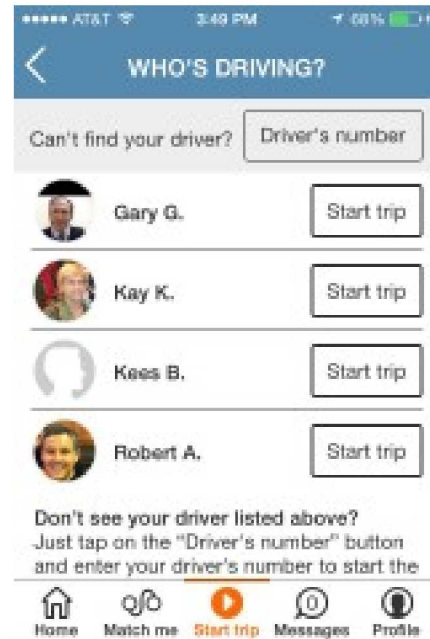 AT&T 3:49 PM 68%
WHO'S DRIVING?
Can't find your driver? Driver's number
Gary G. Start trip
Kay K. Start trip
Kees B. Start trip
Robert A. Start trip
Don't see your driver listed above?
Just tap on the "Driver's number" button
and enter your driver's number to start the
0
Home Match me Start trip Messages Profile